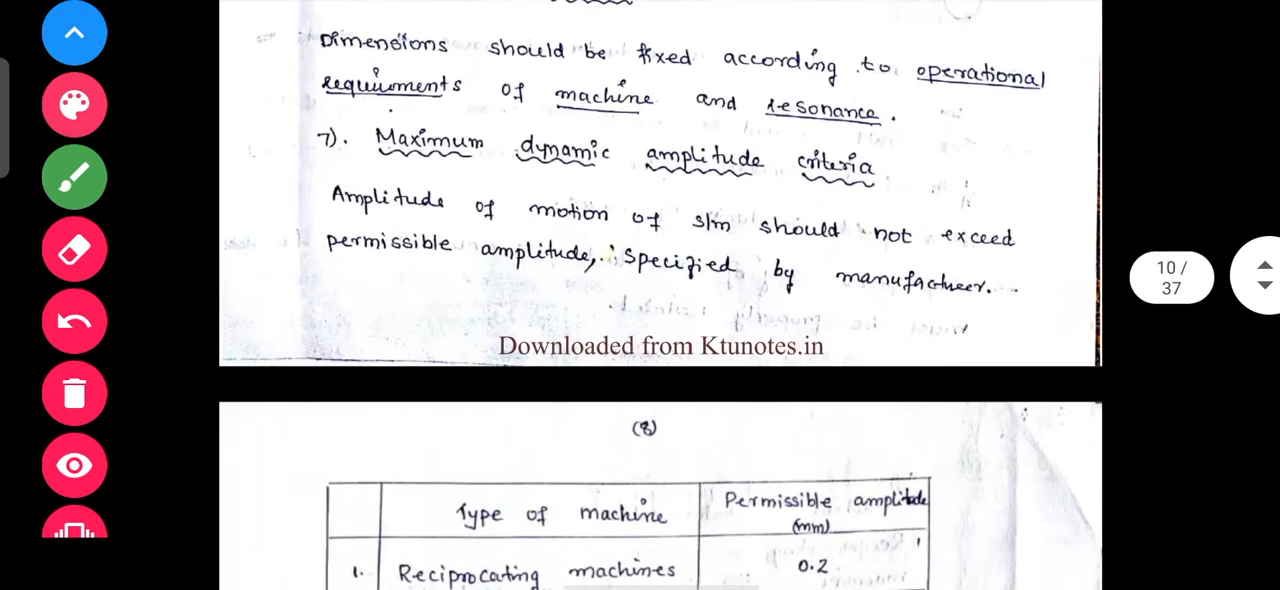 Dimensions should be fixed according to operational
requirements of machine and resonance.
7). Maximum dynamic amplitude criteria
Amplitude of motion of s/m should not exceed
permissible amplitude, specified by manufactueer.
Downloaded from Ktunotes.in
10 /
37
(8)
Type of machine Permissible amplitude
(mm)
1. Reciprocating machines 0.2